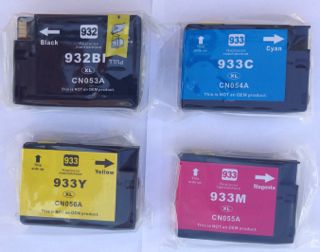 932
Black
PULL
932BK
XL
CN053A
This is NOT an OEM product
933
Cyan
933C
XL
CN054A
This is NOT an OEM product
933
Yellow
933Y
XL
CN056A
This is NOT an OEM product
933
Magenta
933M
XL
CN055A
This is NOT an OEM product